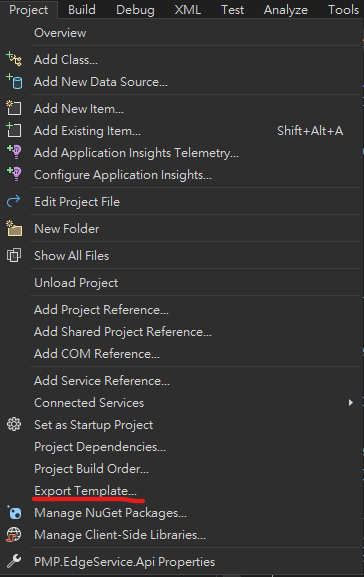 Project Build Debug XML Test Analyze Tools
Overview
Add Class...
Add New Data Source...
Add New Item...
Add Existing Item... Shift+Alt+A
Add Application Insights Telemetry...
Configure Application Insights...
Edit Project File
New Folder
Show All Files
Unload Project
Add Project Reference...
Add Shared Project Reference...
Add COM Reference...
Add Service Reference...
Connected Services
Set as Startup Project
Project Dependencies...
Project Build Order...
Export Template...
Manage NuGet Packages...
Manage Client-Side Libraries...
PMP.EdgeService.Api Properties